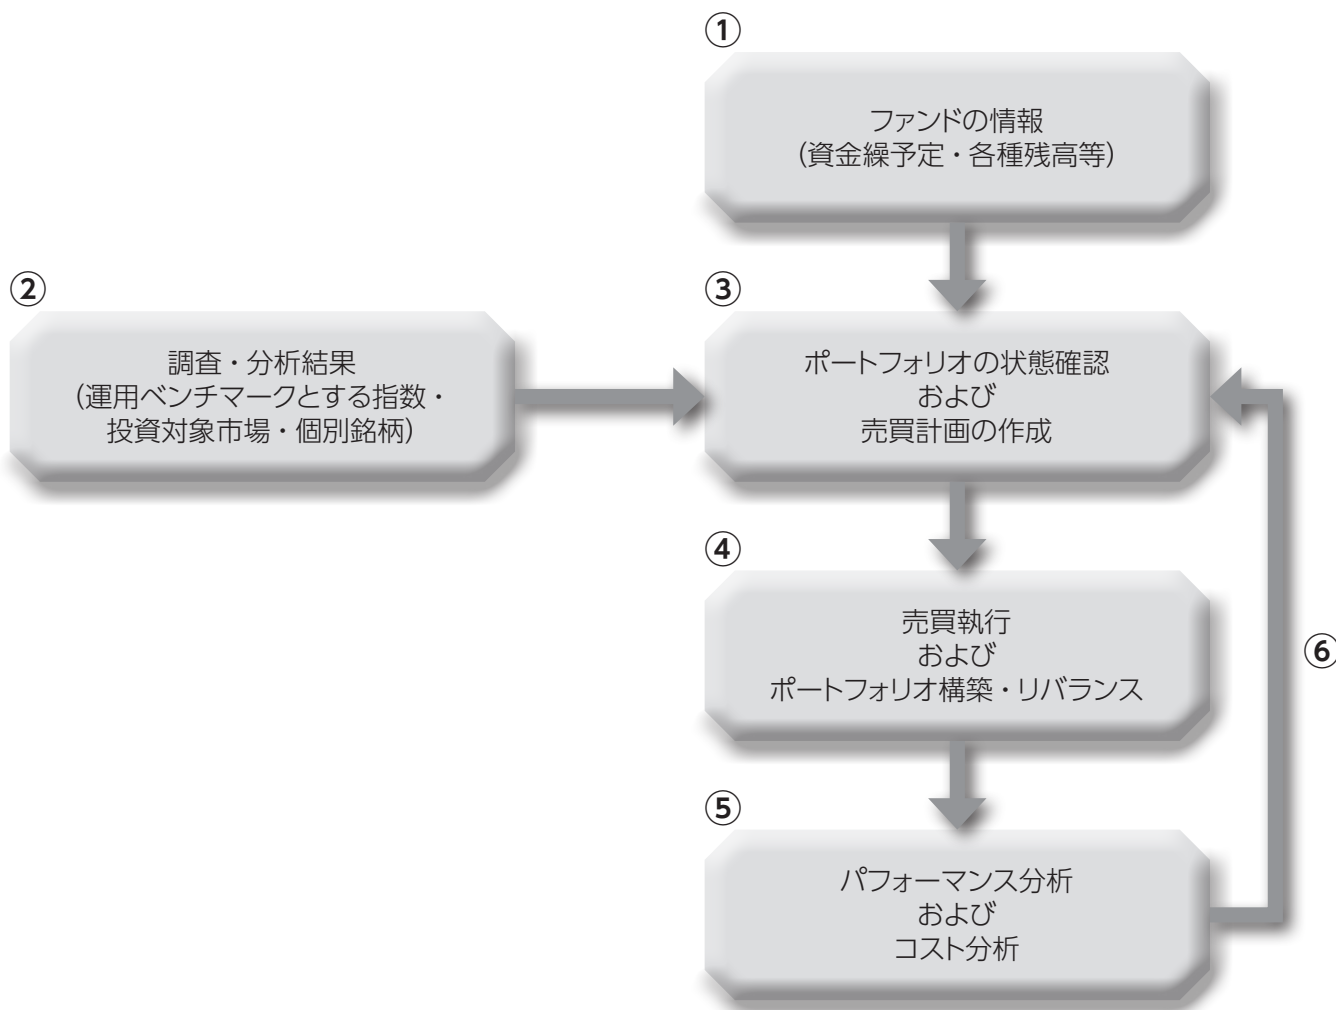 ①
ファンドの情報
(資金繰予定・各種残高等)
②
調査・分析結果
(運用ベンチマークとする指数・
投資対象市場・個別銘柄)
③
ポートフォリオの状態確認
および
売買計画の作成
④
売買執行
および
ポートフォリオ構築・リバランス
⑤
パフォーマンス分析
および
コスト分析
⑥